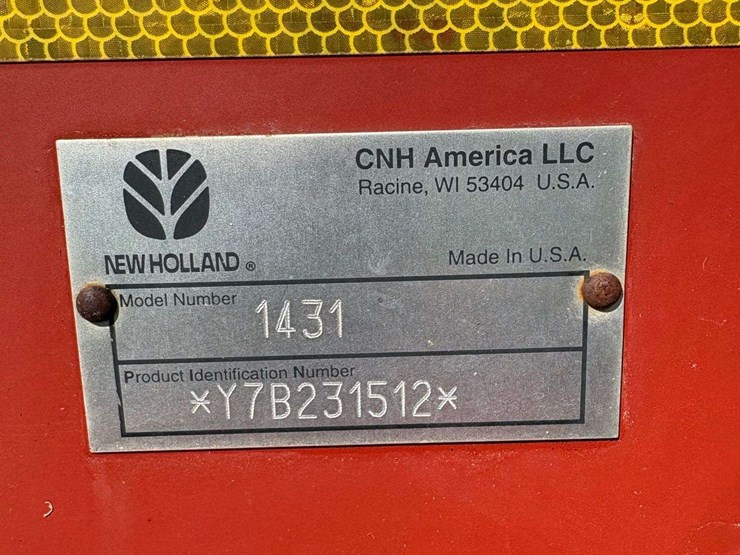 CNH America LLC
Racine, WI 53404 U.S.A.
NEW HOLLAND ®
Made In U.S.A.
Model Number
1431
Product Identification Number
*Y7B231512*